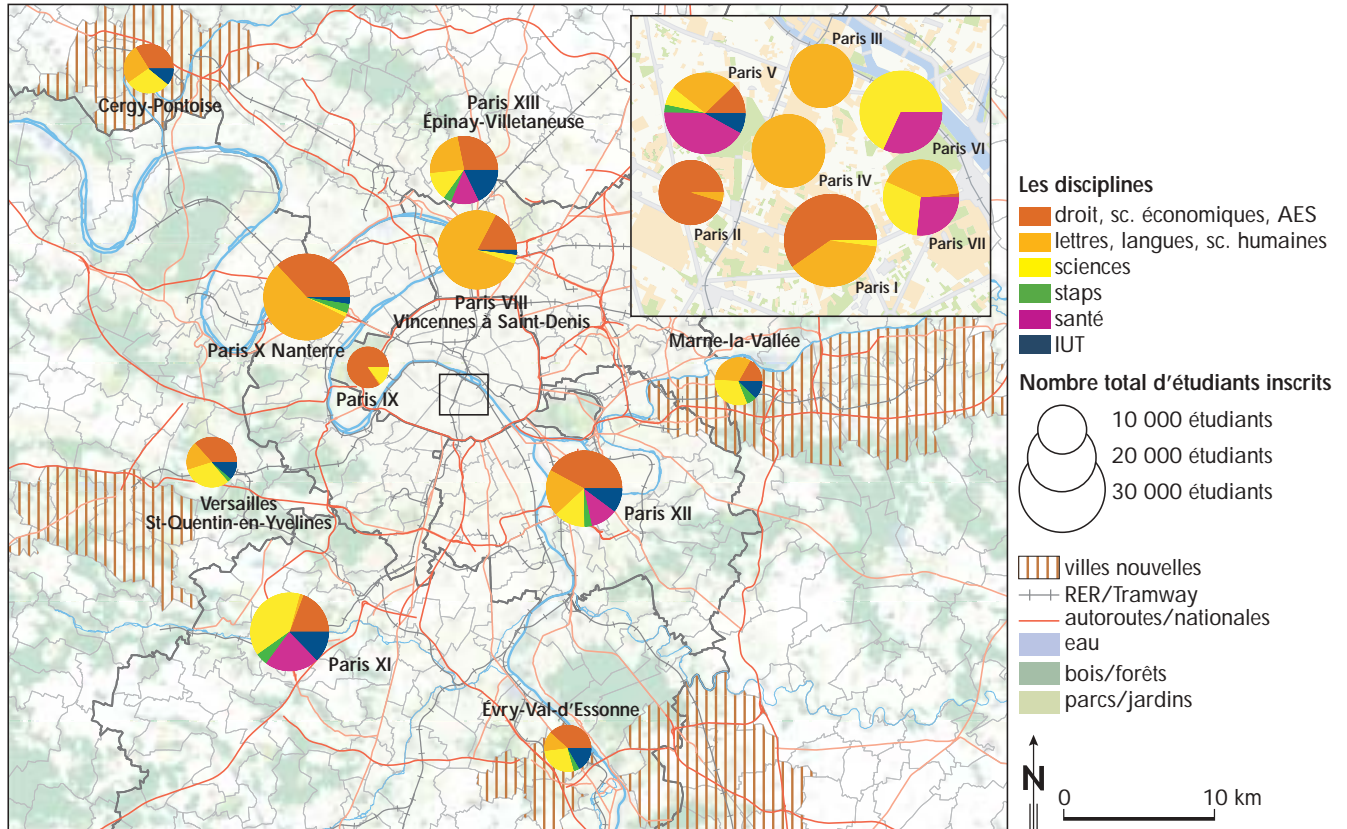 Cergy-Pontoise
Paris XIII
Épinay-Villetaneuse
Paris VIII
Vincennes à Saint-Denis
Paris X Nanterre
Paris IX
Marne-la-Vallée
Versailles
St-Quentin-en-Yvelines
Paris XII
Paris XI
Évry-Val-d'Essonne
Paris III
Paris V
Paris VI
Paris IV
Paris II
Paris VII
Paris I
Les disciplines
droit, sc. économiques, AES
lettres, langues, sc. humaines
sciences
staps
santé
IUT
Nombre total d'étudiants inscrits
10 000 étudiants
20 000 étudiants
30 000 étudiants
villes nouvelles
RER/Tramway
autoroutes/nationales
eau
bois/forêts
parcs/jardins
N
0 10 km